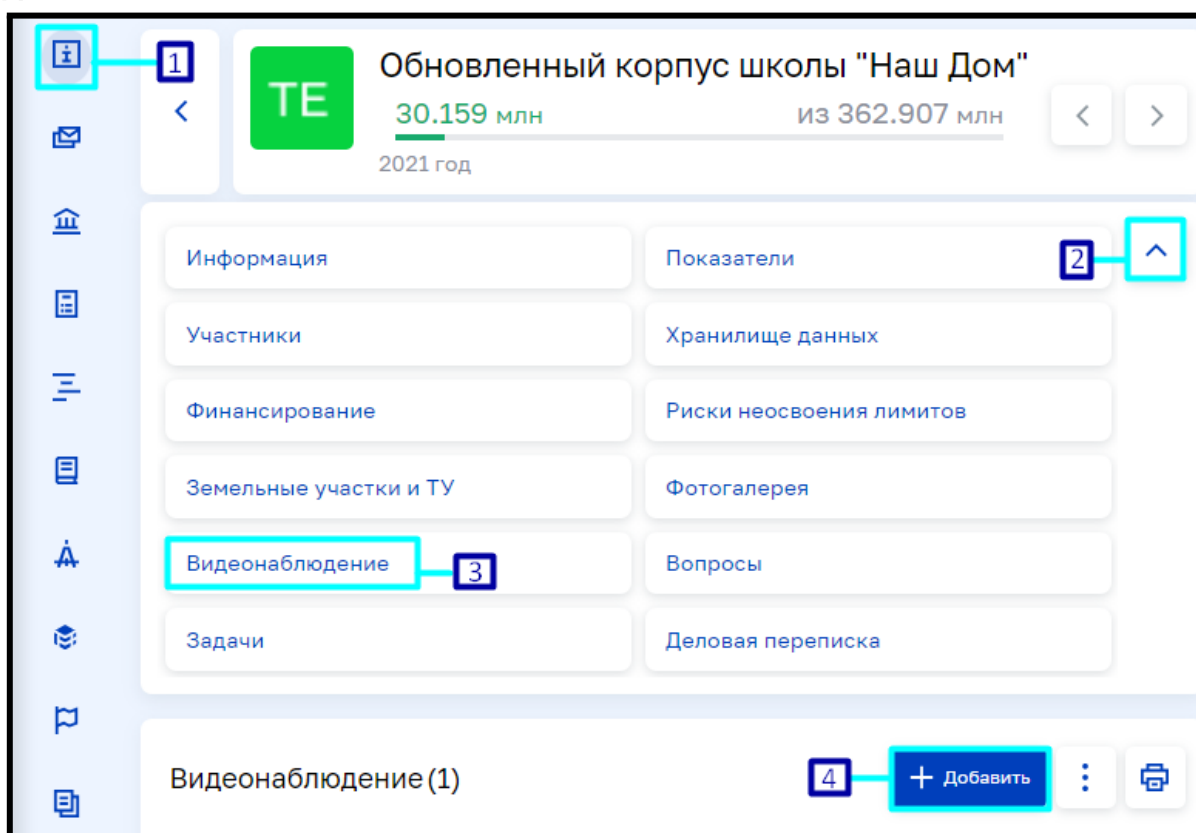 1
TE
Обновленный корпус школы "Наш Дом"
30.159 млн из 362.907 млн
2021 год
Информация
Показатели
2
Участники
Хранилище данных
Финансирование
Риски неосвоения лимитов
Земельные участки и ТУ
Фотогалерея
Видеонаблюдение
3
Вопросы
Задачи
Деловая переписка
Видеонаблюдение (1)
4
+ Добавить